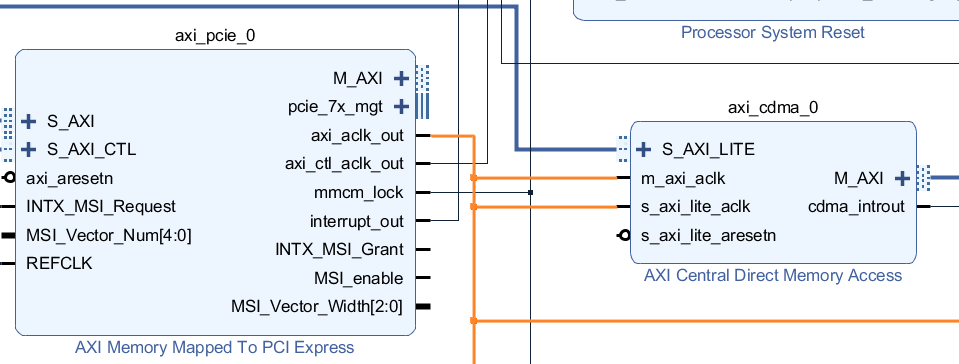 Processor System Reset
axi_pcie_0
M_AXI
pcie_7x_mgt
S_AXI
axi_aclk_out
S_AXI_CTL
axi_ctl_aclk_out
axi_aresetn
mmcm_lock
INTX_MSI_Request
interrupt_out
MSI_Vector_Num[4:0]
INTX_MSI_Grant
REFCLK
MSI_enable
MSI_Vector_Width[2:0]
AXI Memory Mapped To PCI Express
axi_cdma_0
S_AXI_LITE
m_axi_aclk
M_AXI
s_axi_lite_aclk
cdma_introut
s_axi_lite_aresetn
AXI Central Direct Memory Access